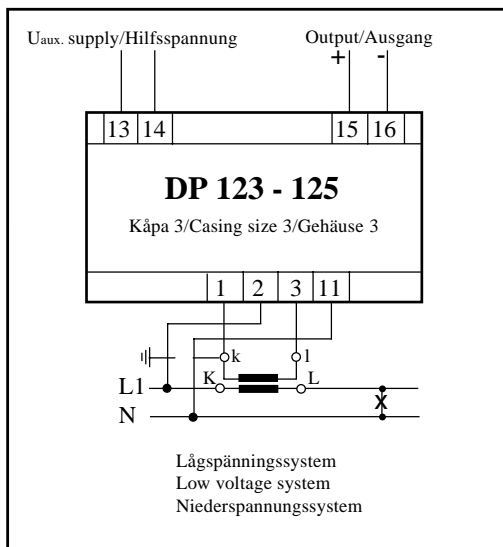 Uaux. supply/Hilfsspannung Output/Ausgang
+ -
13 14 15 16
DP 123 - 125
Kåpa 3/Casing size 3/Gehäuse 3
1 2 3 11
k l
K L
L1
x
N
Lågspänningssystem
Low voltage system
Niederspannungssystem